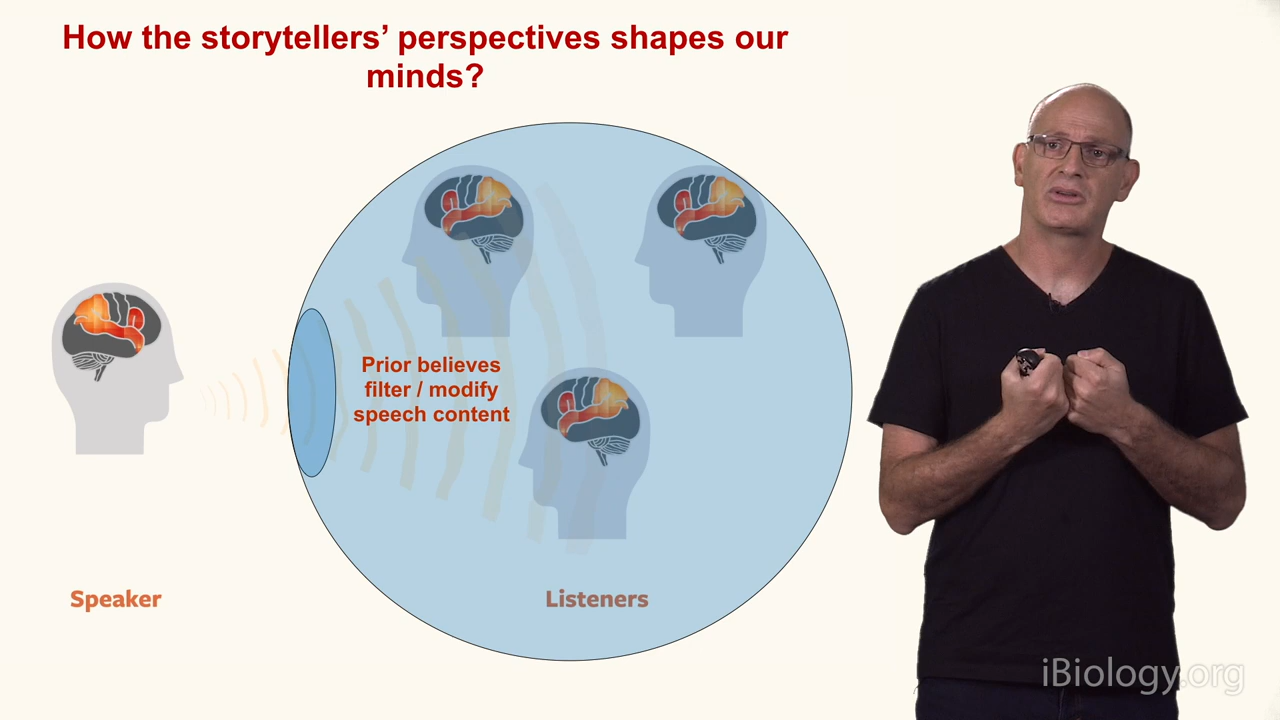 How the storytellers’ perspectives shapes our
minds?
Prior believes
filter / modify
speech content
Speaker
Listeners
iBiology.org